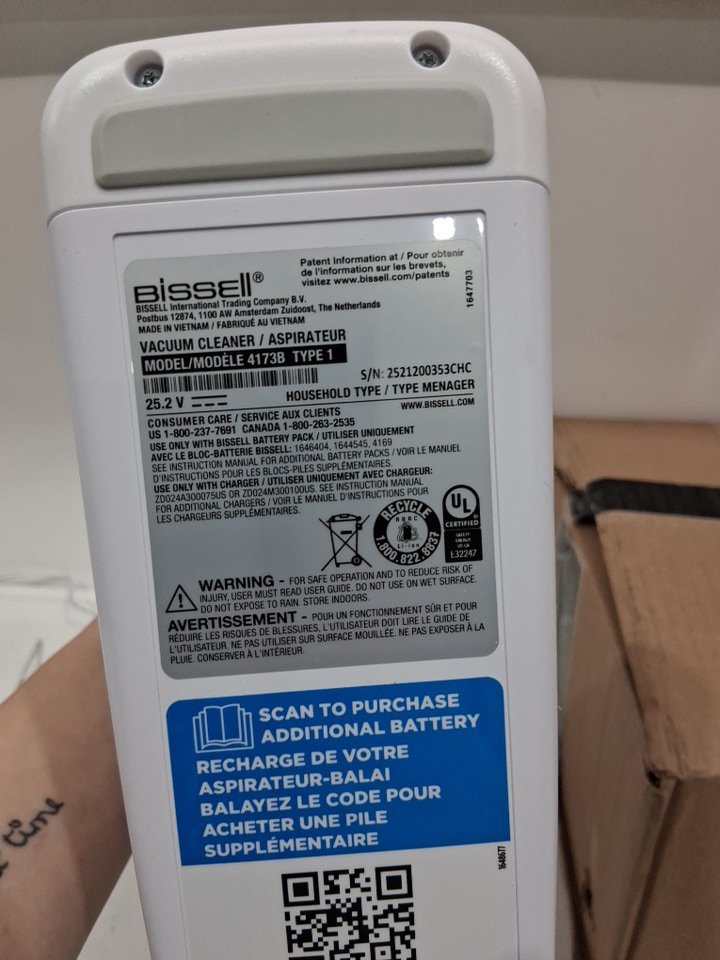 Bissell®
Patent Information at / Pour obtenir
de l'information sur les brevets,
visitez www.bissell.com/patents
1647703
BISSELL International Trading Company B.V.
Postbus 12874, 1100 AW Amsterdam Zuidoost, The Netherlands
MADE IN VIETNAM / FABRIQUÉ AU VIETNAM
VACUUM CLEANER / ASPIRATEUR
MODEL/MODÈLE 4173B TYPE 1
S/N: 2521200353CHC
25.2 V
HOUSEHOLD TYPE / TYPE MENAGER
CONSUMER CARE / SERVICE AUX CLIENTS
WWW.BISSELL.COM
US 1-800-237-7691 CANADA 1-800-263-2535
USE ONLY WITH BISSELL BATTERY PACK / UTILISER UNIQUEMENT
AVEC LE BLOC-BATTERIE BISSELL: 1646404, 1644545, 4169
SEE INSTRUCTION MANUAL FOR ADDITIONAL BATTERY PACKS / VOIR LE MANUEL
D'INSTRUCTIONS POUR LES BLOCS-PILES SUPPLÉMENTAIRES.
USE ONLY WITH CHARGER / UTILISER UNIQUEMENT AVEC CHARGEUR:
ZD024A300075US OR ZD024M300100US. SEE INSTRUCTION MANUAL
FOR ADDITIONAL CHARGERS / VOIR LE MANUEL D'INSTRUCTIONS POUR
LES CHARGEURS SUPPLÉMENTAIRES.
RECYCLE
RBRC
Li-ion
1.800.822.8837
UL
CERTIFIED
SAFETY
ENERGY
US-CA
E32247
WARNING - FOR SAFE OPERATION AND TO REDUCE RISK OF
INJURY, USER MUST READ USER GUIDE. DO NOT USE ON WET SURFACE.
DO NOT EXPOSE TO RAIN. STORE INDOORS.
AVERTISSEMENT - POUR UN FONCTIONNEMENT SÛR ET POUR
RÉDUIRE LES RISQUES DE BLESSURES, L'UTILISATEUR DOIT LIRE LE GUIDE DE
L'UTILISATEUR. NE PAS UTILISER SUR SURFACE MOUILLÉE. NE PAS EXPOSER À LA
PLUIE. CONSERVER À L'INTÉRIEUR.
SCAN TO PURCHASE
ADDITIONAL BATTERY
RECHARGE DE VOTRE
ASPIRATEUR-BALAI
BALAYEZ LE CODE POUR
ACHETER UNE PILE
SUPPLÉMENTAIRE
1648677
time